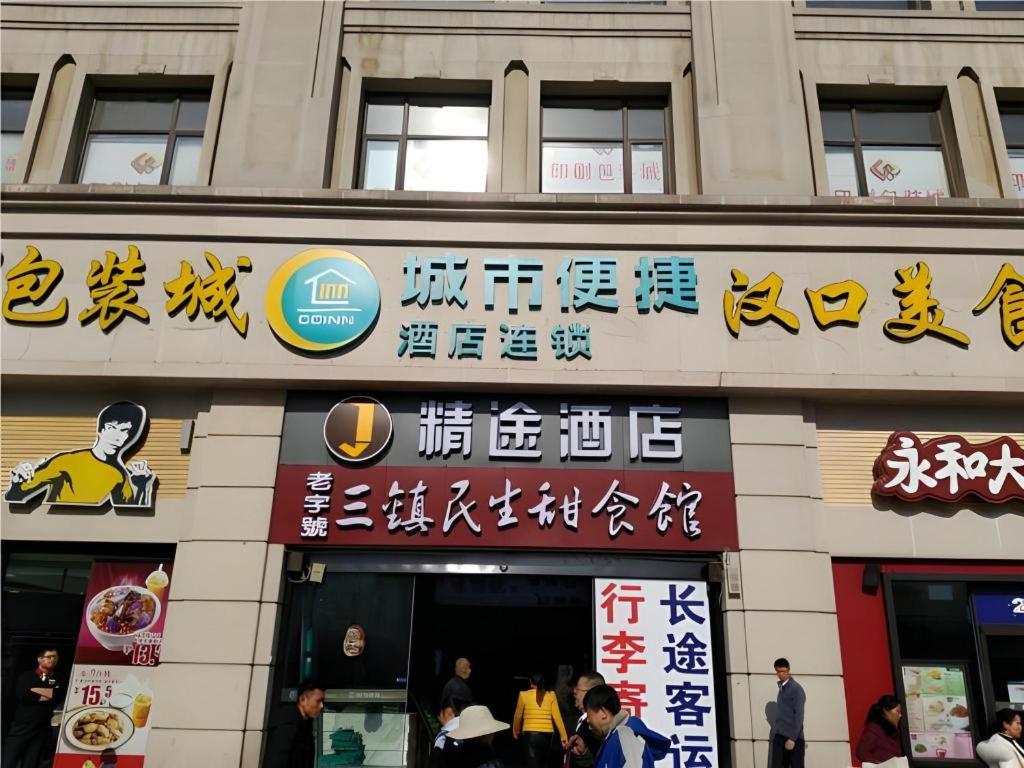 包装城
INN
CCINN
城市便捷
酒店连锁
汉口美食
J 精途酒店
老字號
三镇民生甜食馆
永和大
行李寄
长途客运
13.5
15.5